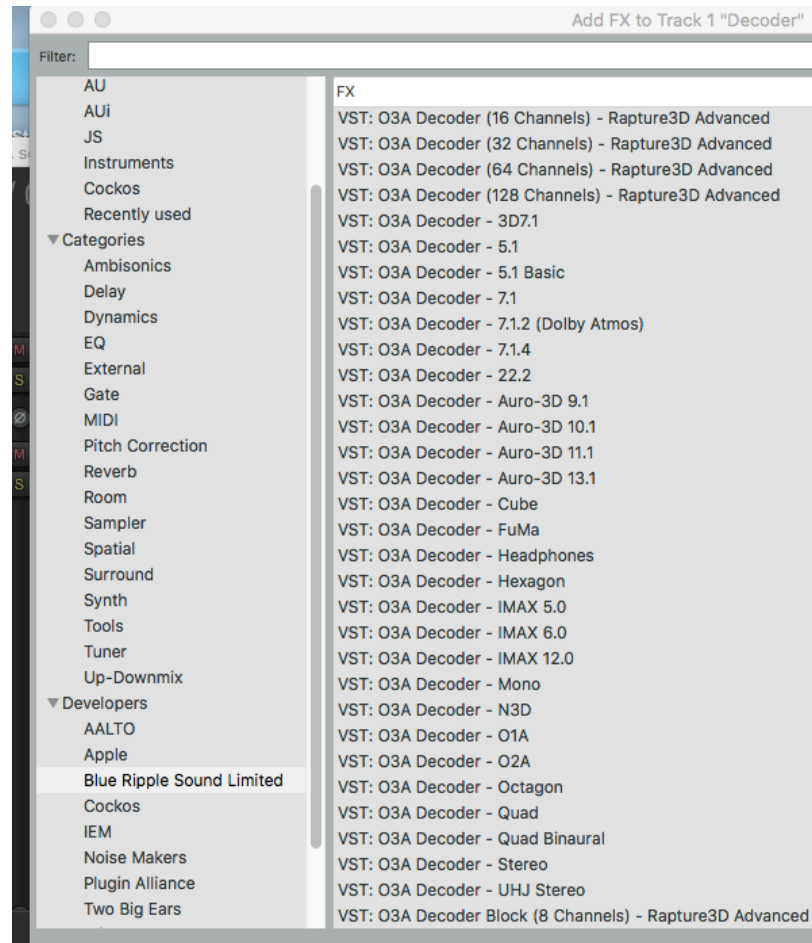 Add FX to Track 1 "Decoder"
Filter:
AU
AUi
JS
Instruments
Cockos
Recently used
Categories
Ambisonics
Delay
Dynamics
EQ
External
Gate
MIDI
Pitch Correction
Reverb
Room
Sampler
Spatial
Surround
Synth
Tools
Tuner
Up-Downmix
Developers
AALTO
Apple
Blue Ripple Sound Limited
Cockos
IEM
Noise Makers
Plugin Alliance
Two Big Ears
FX
VST: O3A Decoder (16 Channels) - Rapture3D Advanced
VST: O3A Decoder (32 Channels) - Rapture3D Advanced
VST: O3A Decoder (64 Channels) - Rapture3D Advanced
VST: O3A Decoder (128 Channels) - Rapture3D Advanced
VST: O3A Decoder - 3D7.1
VST: O3A Decoder - 5.1
VST: O3A Decoder - 5.1 Basic
VST: O3A Decoder - 7.1
VST: O3A Decoder - 7.1.2 (Dolby Atmos)
VST: O3A Decoder - 7.1.4
VST: O3A Decoder - 22.2
VST: O3A Decoder - Auro-3D 9.1
VST: O3A Decoder - Auro-3D 10.1
VST: O3A Decoder - Auro-3D 11.1
VST: O3A Decoder - Auro-3D 13.1
VST: O3A Decoder - Cube
VST: O3A Decoder - FuMa
VST: O3A Decoder - Headphones
VST: O3A Decoder - Hexagon
VST: O3A Decoder - IMAX 5.0
VST: O3A Decoder - IMAX 6.0
VST: O3A Decoder - IMAX 12.0
VST: O3A Decoder - Mono
VST: O3A Decoder - N3D
VST: O3A Decoder - O1A
VST: O3A Decoder - O2A
VST: O3A Decoder - Octagon
VST: O3A Decoder - Quad
VST: O3A Decoder - Quad Binaural
VST: O3A Decoder - Stereo
VST: O3A Decoder - UHJ Stereo
VST: O3A Decoder Block (8 Channels) - Rapture3D Advanced
M
S
M
S